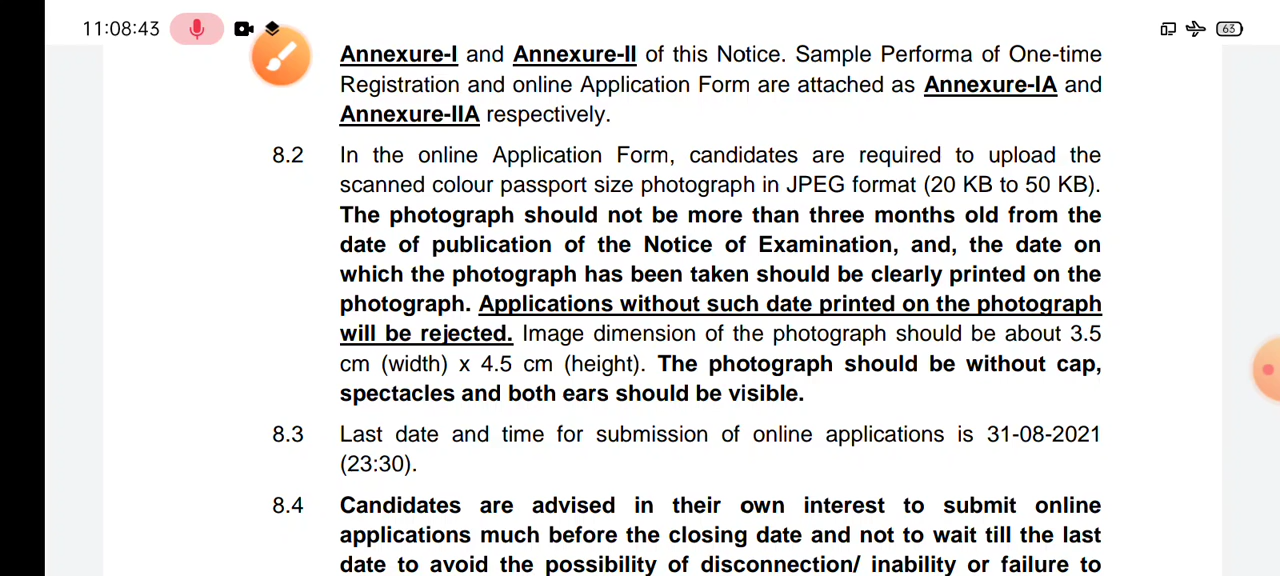 11:08:43
63
Annexure-I and Annexure-II of this Notice. Sample Performa of One-time
Registration and online Application Form are attached as Annexure-IA and
Annexure-IIA respectively.
8.2 In the online Application Form, candidates are required to upload the
scanned colour passport size photograph in JPEG format (20 KB to 50 KB).
The photograph should not be more than three months old from the
date of publication of the Notice of Examination, and, the date on
which the photograph has been taken should be clearly printed on the
photograph. Applications without such date printed on the photograph
will be rejected. Image dimension of the photograph should be about 3.5
cm (width) x 4.5 cm (height). The photograph should be without cap,
spectacles and both ears should be visible.
8.3 Last date and time for submission of online applications is 31-08-2021
(23:30).
8.4 Candidates are advised in their own interest to submit online
applications much before the closing date and not to wait till the last
date to avoid the possibility of disconnection/ inability or failure to